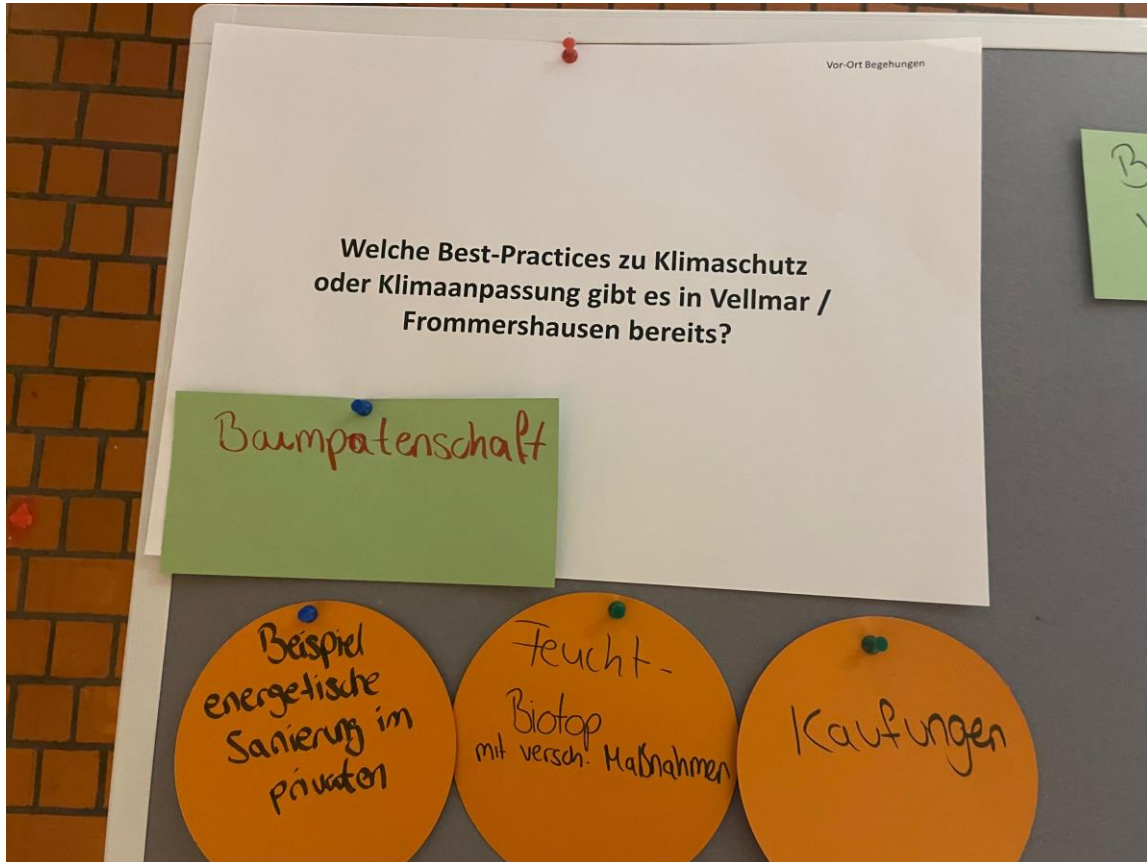 Vor-Ort Begehungen
Welche Best-Practices zu Klimaschutz
oder Klimaanpassung gibt es in Vellmar /
Frommershausen bereits?
Baumpatenschaft
Beispiel
energetische
Sanierung im
privaten
Feucht-
Biotop
mit versch. Maßnahmen
Kaufungen